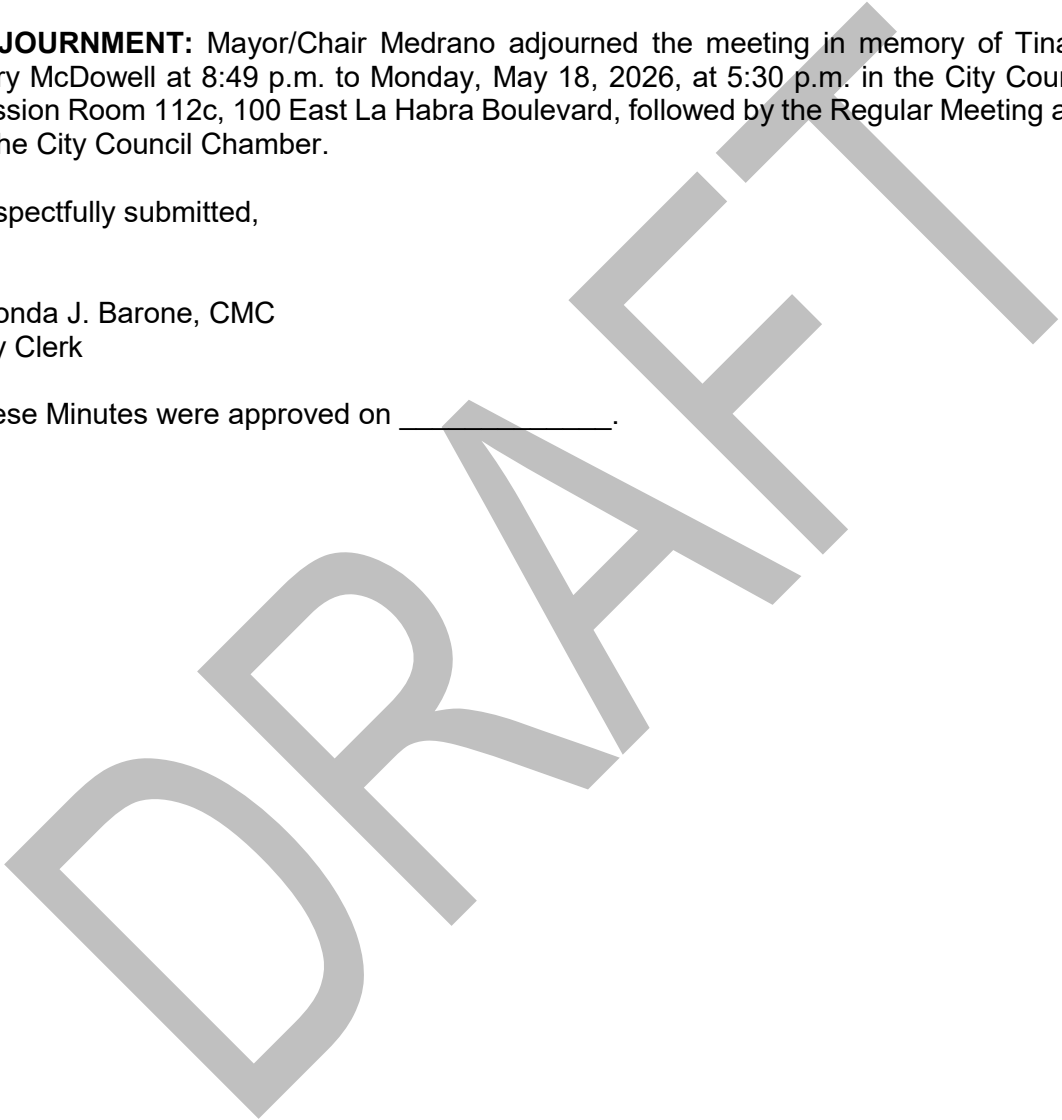 JOURNMENT: Mayor/Chair Medrano adjourned the meeting in memory of Tina
ry McDowell at 8:49 p.m. to Monday, May 18, 2026, at 5:30 p.m. in the City Cou
ssion Room 112c, 100 East La Habra Boulevard, followed by the Regular Meeting a
he City Council Chamber.
spectfully submitted,
onda J. Barone, CMC
y Clerk
ese Minutes were approved on _____________.
DRAFT